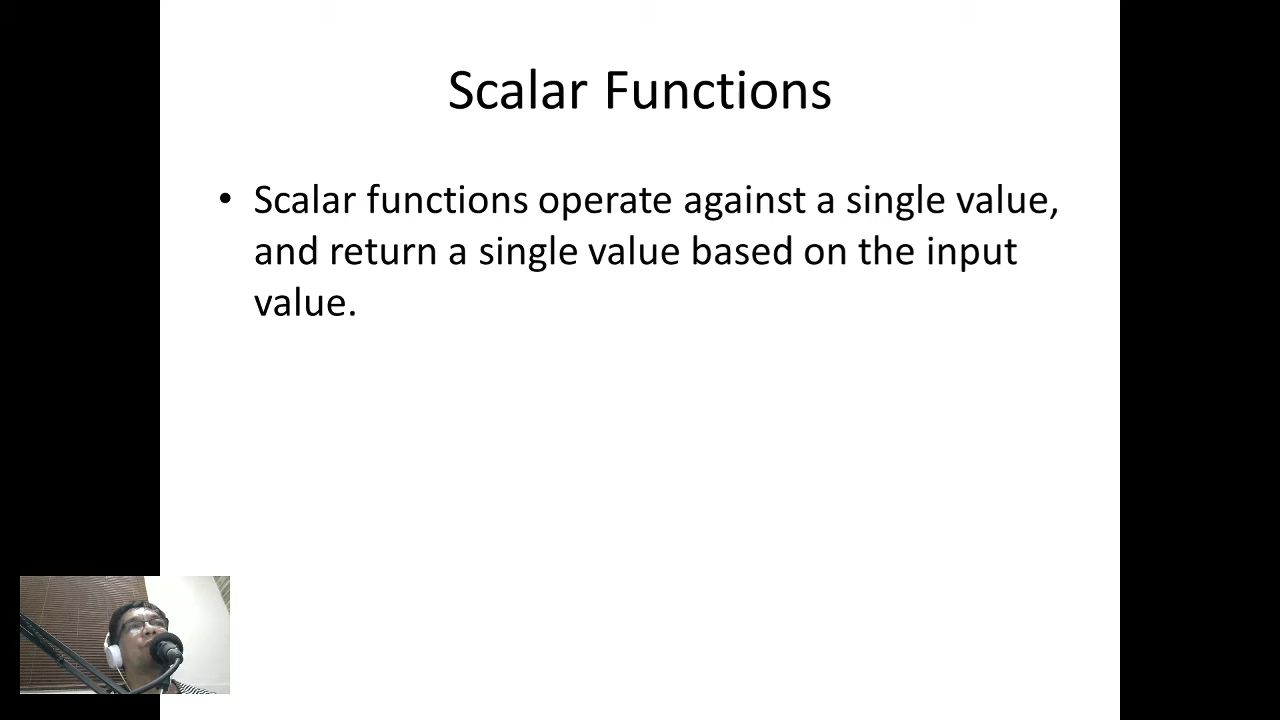 Scalar Functions
• Scalar functions operate against a single value,
and return a single value based on the input
value.